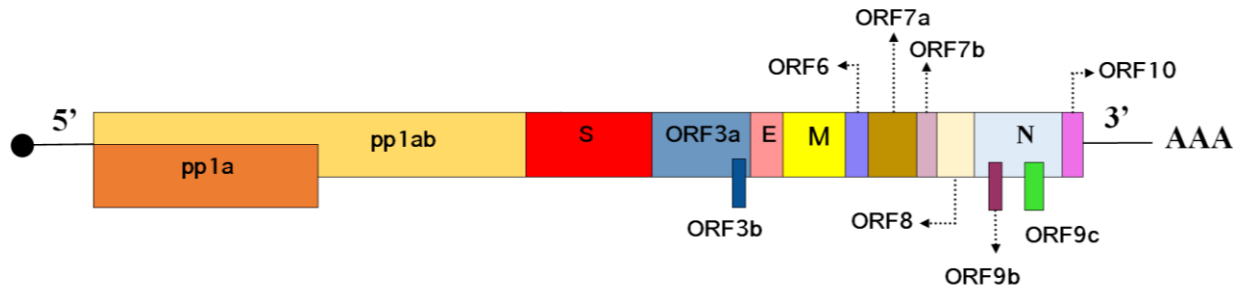 ORF7a
ORF7b
ORF6
ORF10
5’
3’
pp1ab
S
ORF3a
E
M
N
AAA
pp1a
ORF3b
ORF8
ORF9c
ORF9b